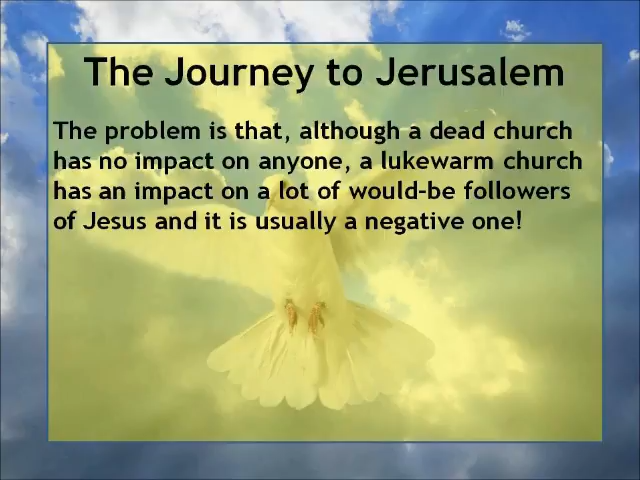 The Journey to Jerusalem
The problem is that, although a dead church
has no impact on anyone, a lukewarm church
has an impact on a lot of would-be followers
of Jesus and it is usually a negative one!